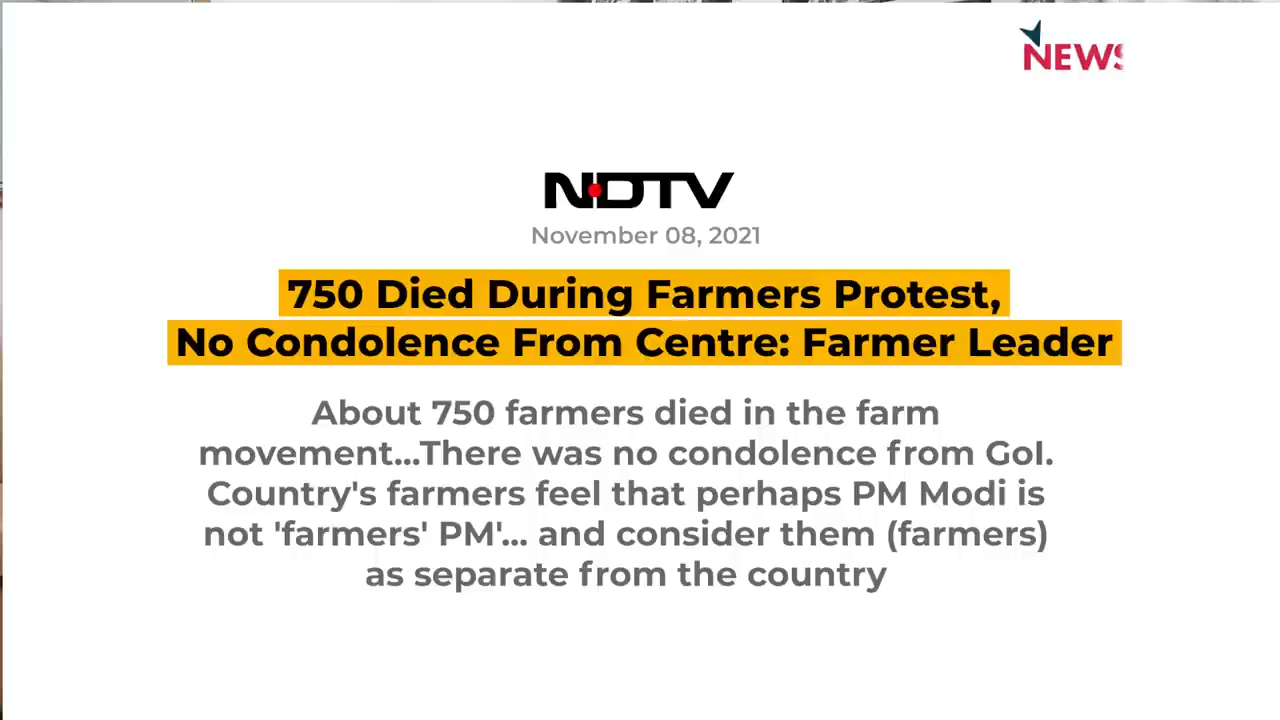 NEWS
NDTV
November 08, 2021
750 Died During Farmers Protest,
No Condolence From Centre: Farmer Leader
About 750 farmers died in the farm
movement...There was no condolence from GoI.
Country's farmers feel that perhaps PM Modi is
not 'farmers' PM'... and consider them (farmers)
as separate from the country